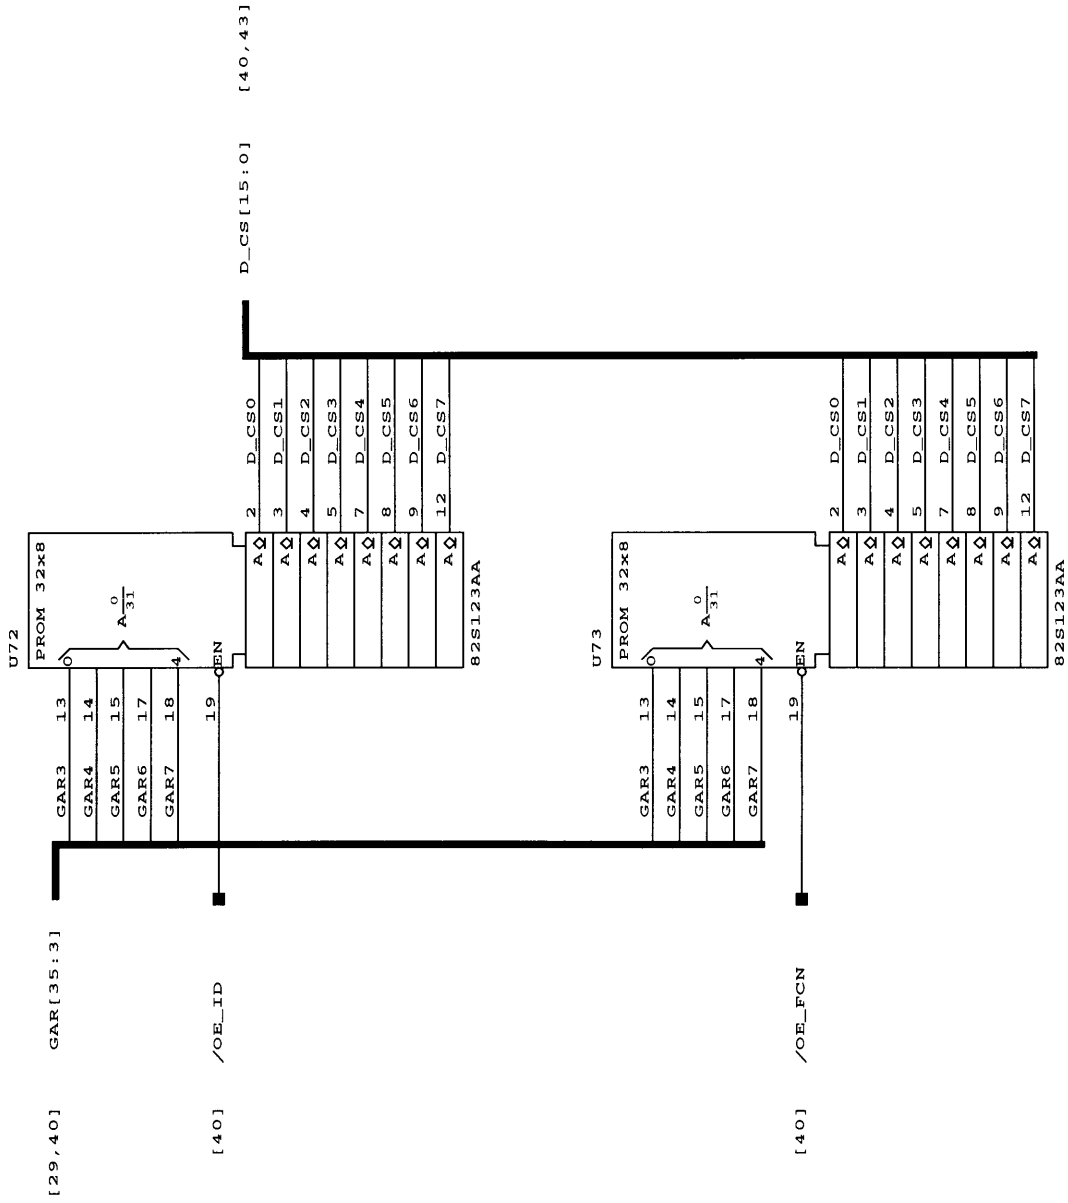 [40,43]
D_CS[15:0]
U72
PROM 32x8
A 0/31
0
4
EN
GAR3 13
GAR4 14
GAR5 15
GAR6 17
GAR7 18
19
A 2 D_CS0
A 3 D_CS1
A 4 D_CS2
A 5 D_CS3
A 7 D_CS4
A 8 D_CS5
A 9 D_CS6
A 12 D_CS7
82S123AA
U73
PROM 32x8
A 0/31
0
4
EN
GAR3 13
GAR4 14
GAR5 15
GAR6 17
GAR7 18
19
A 2 D_CS0
A 3 D_CS1
A 4 D_CS2
A 5 D_CS3
A 7 D_CS4
A 8 D_CS5
A 9 D_CS6
A 12 D_CS7
82S123AA
[29,40] GAR[35:3]
[40] /OE_ID
[40] /OE_FCN